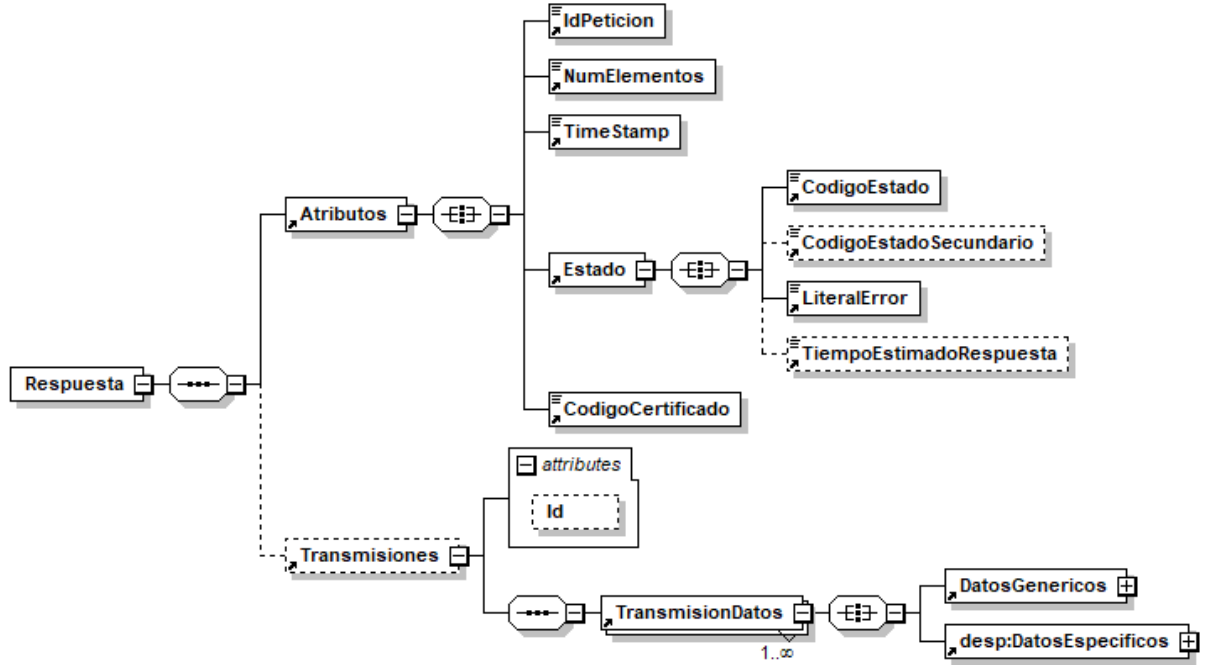 IdPeticion
NumElementos
TimeStamp
CodigoEstado
Atributos
CodigoEstadoSecundario
Estado
LiteralError
TiempoEstimadoRespuesta
Respuesta
CodigoCertificado
attributes
Id
Transmisiones
DatosGenericos
TransmisionDatos
desp:DatosEspecificos
1..∞